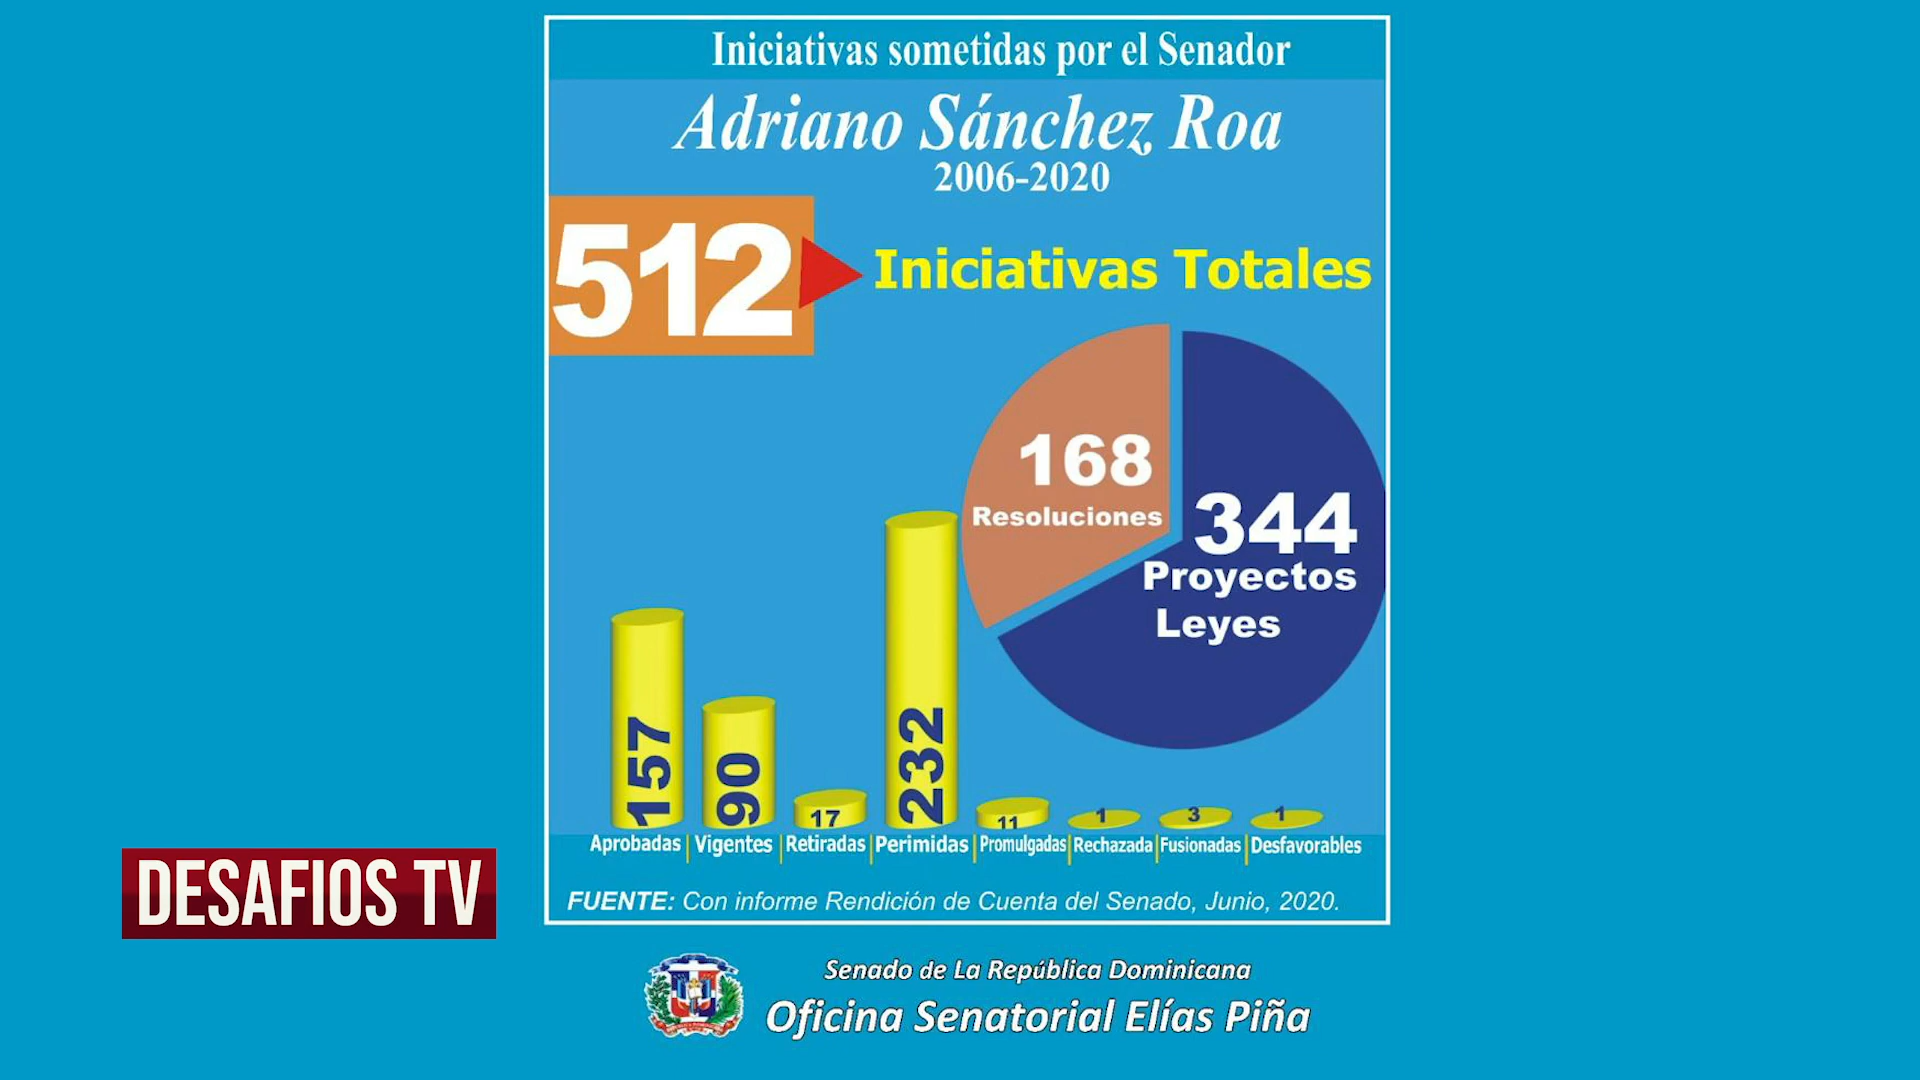 Iniciativas sometidas por el Senador
Adriano Sánchez Roa
2006-2020
512
Iniciativas Totales
168
Resoluciones
344
Proyectos
Leyes
157
90
17
232
11
1
3
1
Aprobadas Vigentes Retiradas Perimidas Promulgadas Rechazada Fusionadas Desfavorables
FUENTE: Con informe Rendición de Cuenta del Senado, Junio, 2020.
DESAFIOS TV
Senado de La República Dominicana
Oficina Senatorial Elías Piña